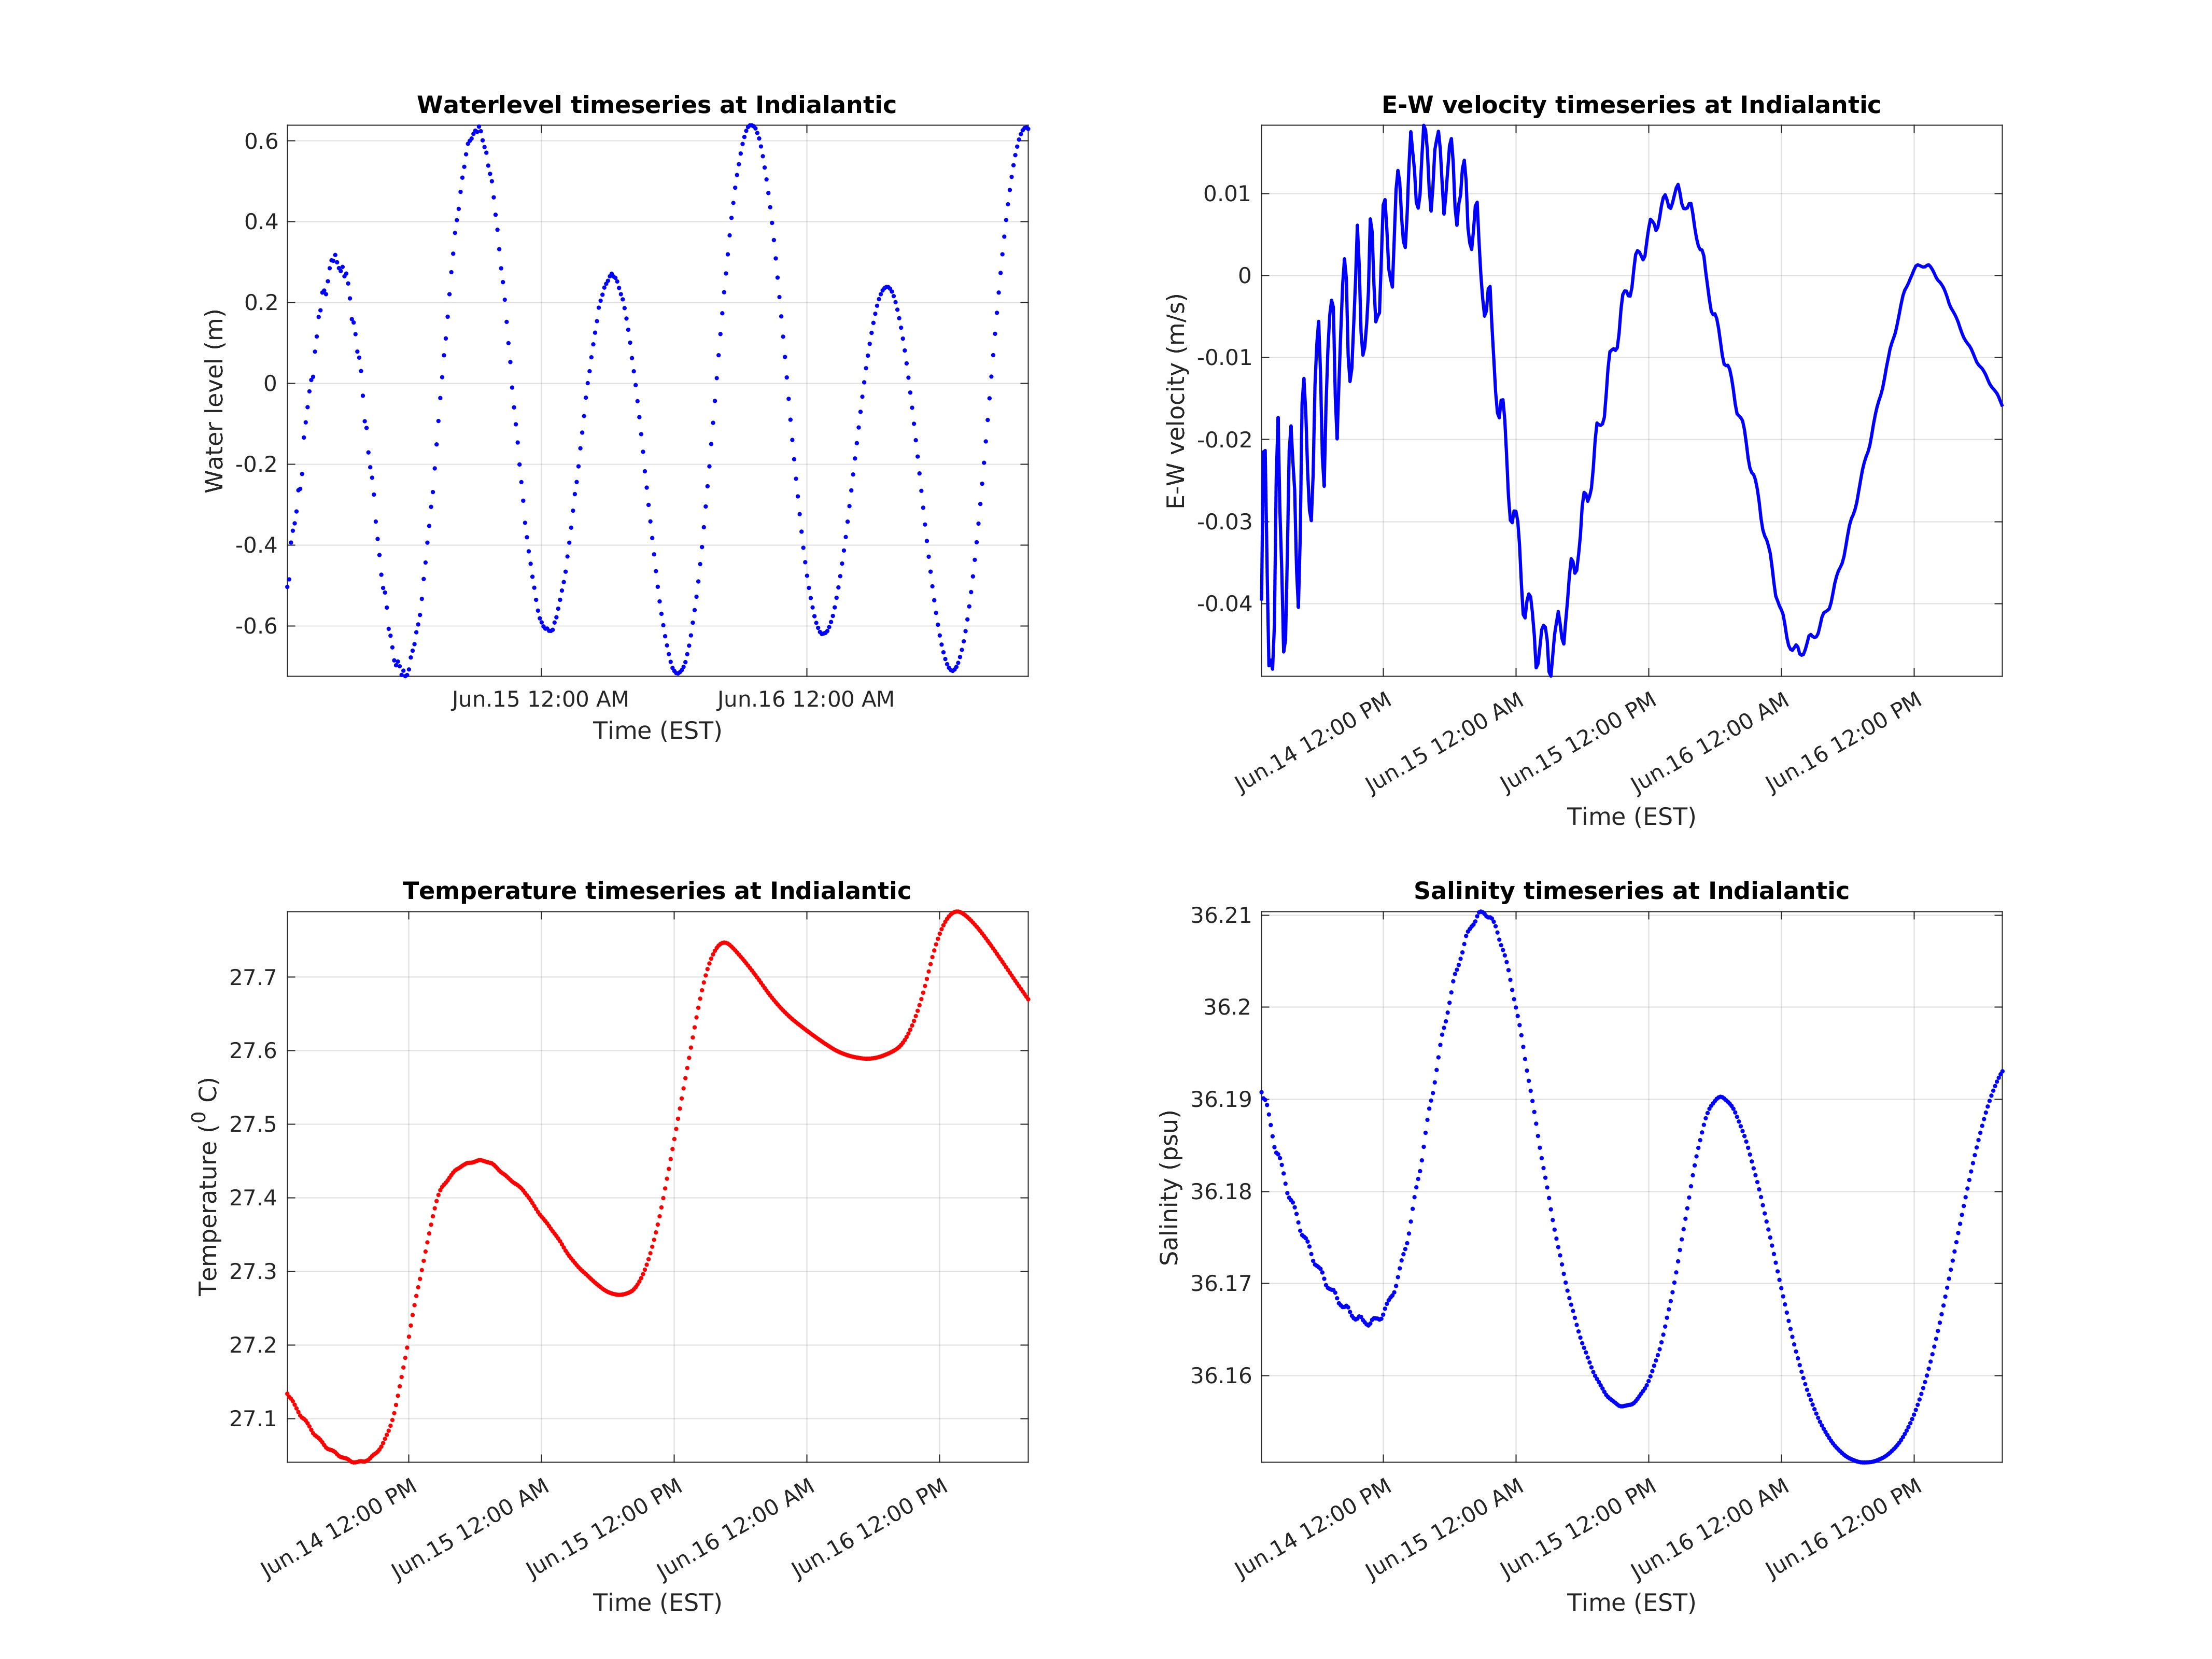 Waterlevel timeseries at Indialantic
0.6
0.4
0.2
0
-0.2
-0.4
-0.6
Water level (m)
Jun.15 12:00 AM
Jun.16 12:00 AM
Time (EST)
E-W velocity timeseries at Indialantic
0.01
0
-0.01
-0.02
-0.03
-0.04
E-W velocity (m/s)
Jun.14 12:00 PM
Jun.15 12:00 AM
Jun.15 12:00 PM
Jun.16 12:00 AM
Jun.16 12:00 PM
Time (EST)
Temperature timeseries at Indialantic
27.7
27.6
27.5
27.4
27.3
27.2
27.1
Temperature (⁰ C)
Jun.14 12:00 PM
Jun.15 12:00 AM
Jun.15 12:00 PM
Jun.16 12:00 AM
Jun.16 12:00 PM
Time (EST)
Salinity timeseries at Indialantic
36.21
36.2
36.19
36.18
36.17
36.16
Salinity (psu)
Jun.14 12:00 PM
Jun.15 12:00 AM
Jun.15 12:00 PM
Jun.16 12:00 AM
Jun.16 12:00 PM
Time (EST)